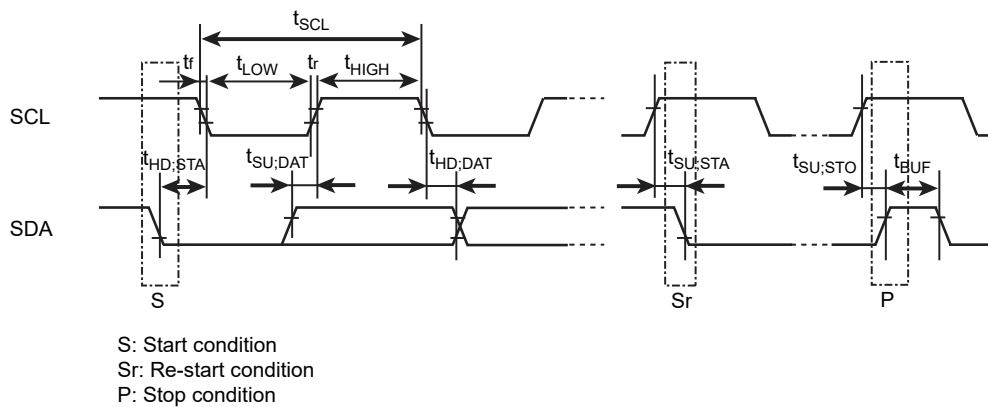 tSCL
tf tLOW tr tHIGH
SCL
tHD;STA tSU;DAT tHD;DAT tSU;STA tSU;STO tBUF
SDA
S Sr P
S: Start condition
Sr: Re-start condition
P: Stop condition